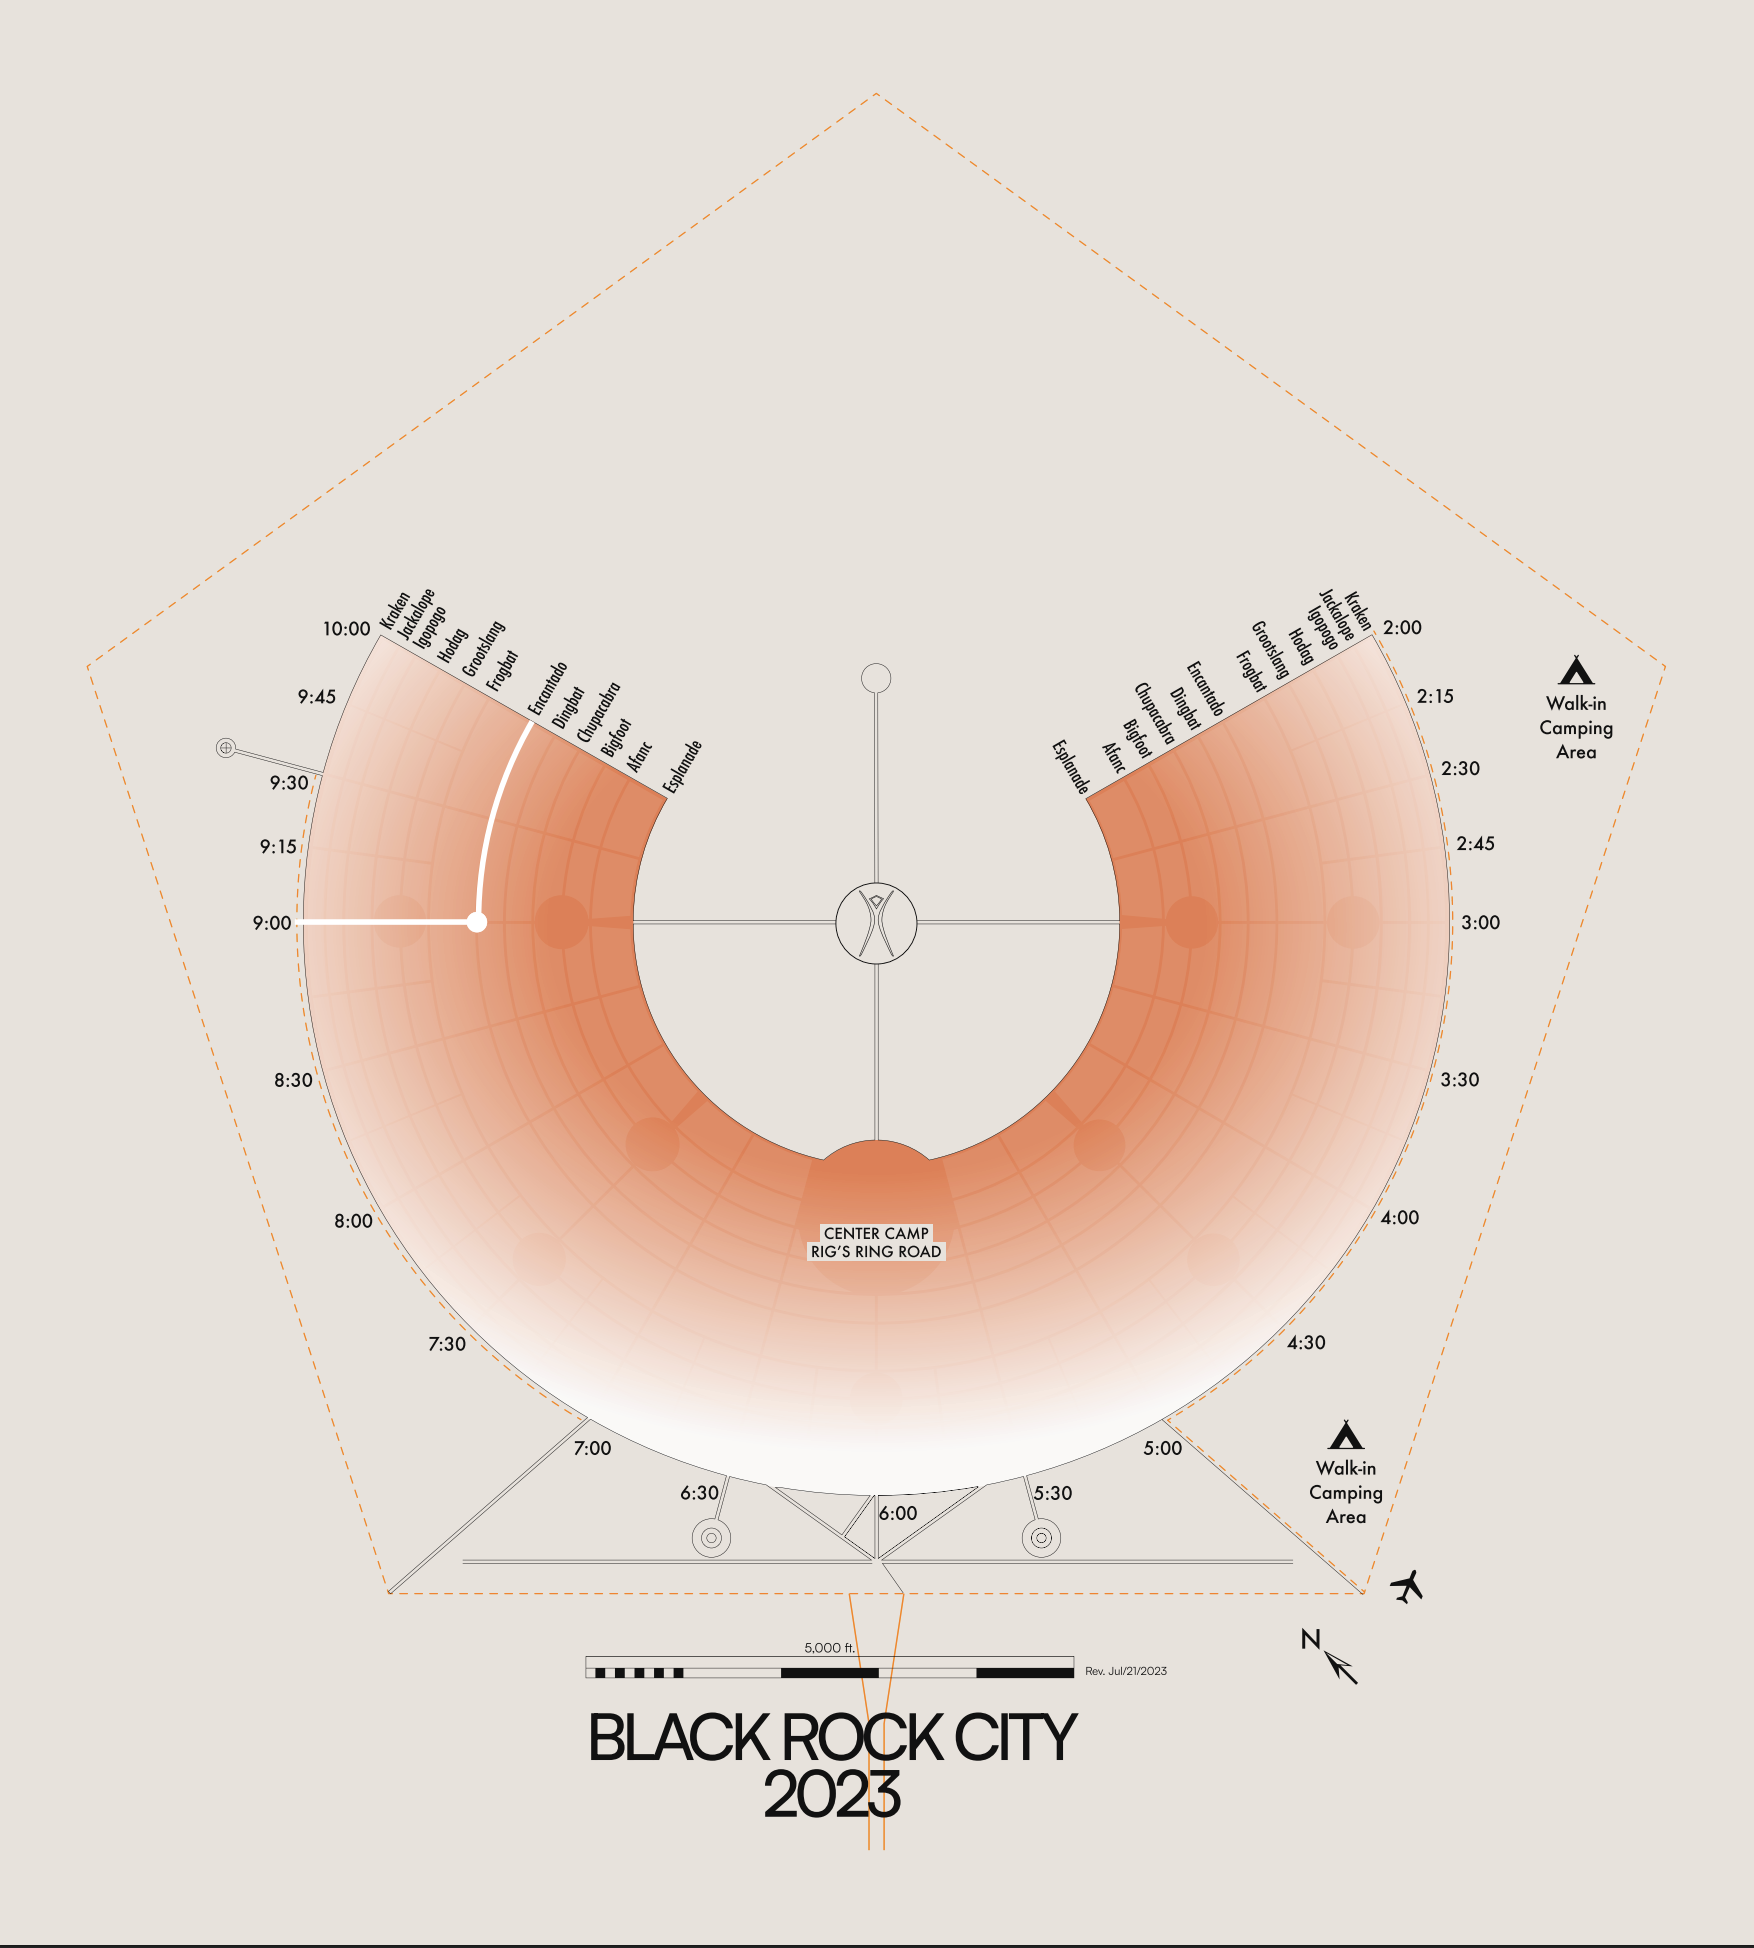 Kraken
Jackalope
Igopogo
Hodag
Grootslang
Frogbat
Encantado
Dingbat
Chupacabra
Bigfoot
Afanc
Esplanade
Esplanade
Afanc
Bigfoot
Chupacabra
Dingbat
Encantado
Frogbat
Grootslang
Hodag
Igopogo
Jackalope
Kraken
10:00
9:45
9:30
9:15
9:00
8:30
8:00
7:30
7:00
6:30
6:00
5:30
5:00
4:30
4:00
3:30
3:00
2:45
2:30
2:15
2:00
Walk-in
Camping
Area
CENTER CAMP
RIG'S RING ROAD
Walk-in
Camping
Area
N
5,000 ft.
Rev. Jul/21/2023
BLACK ROCK CITY
2023